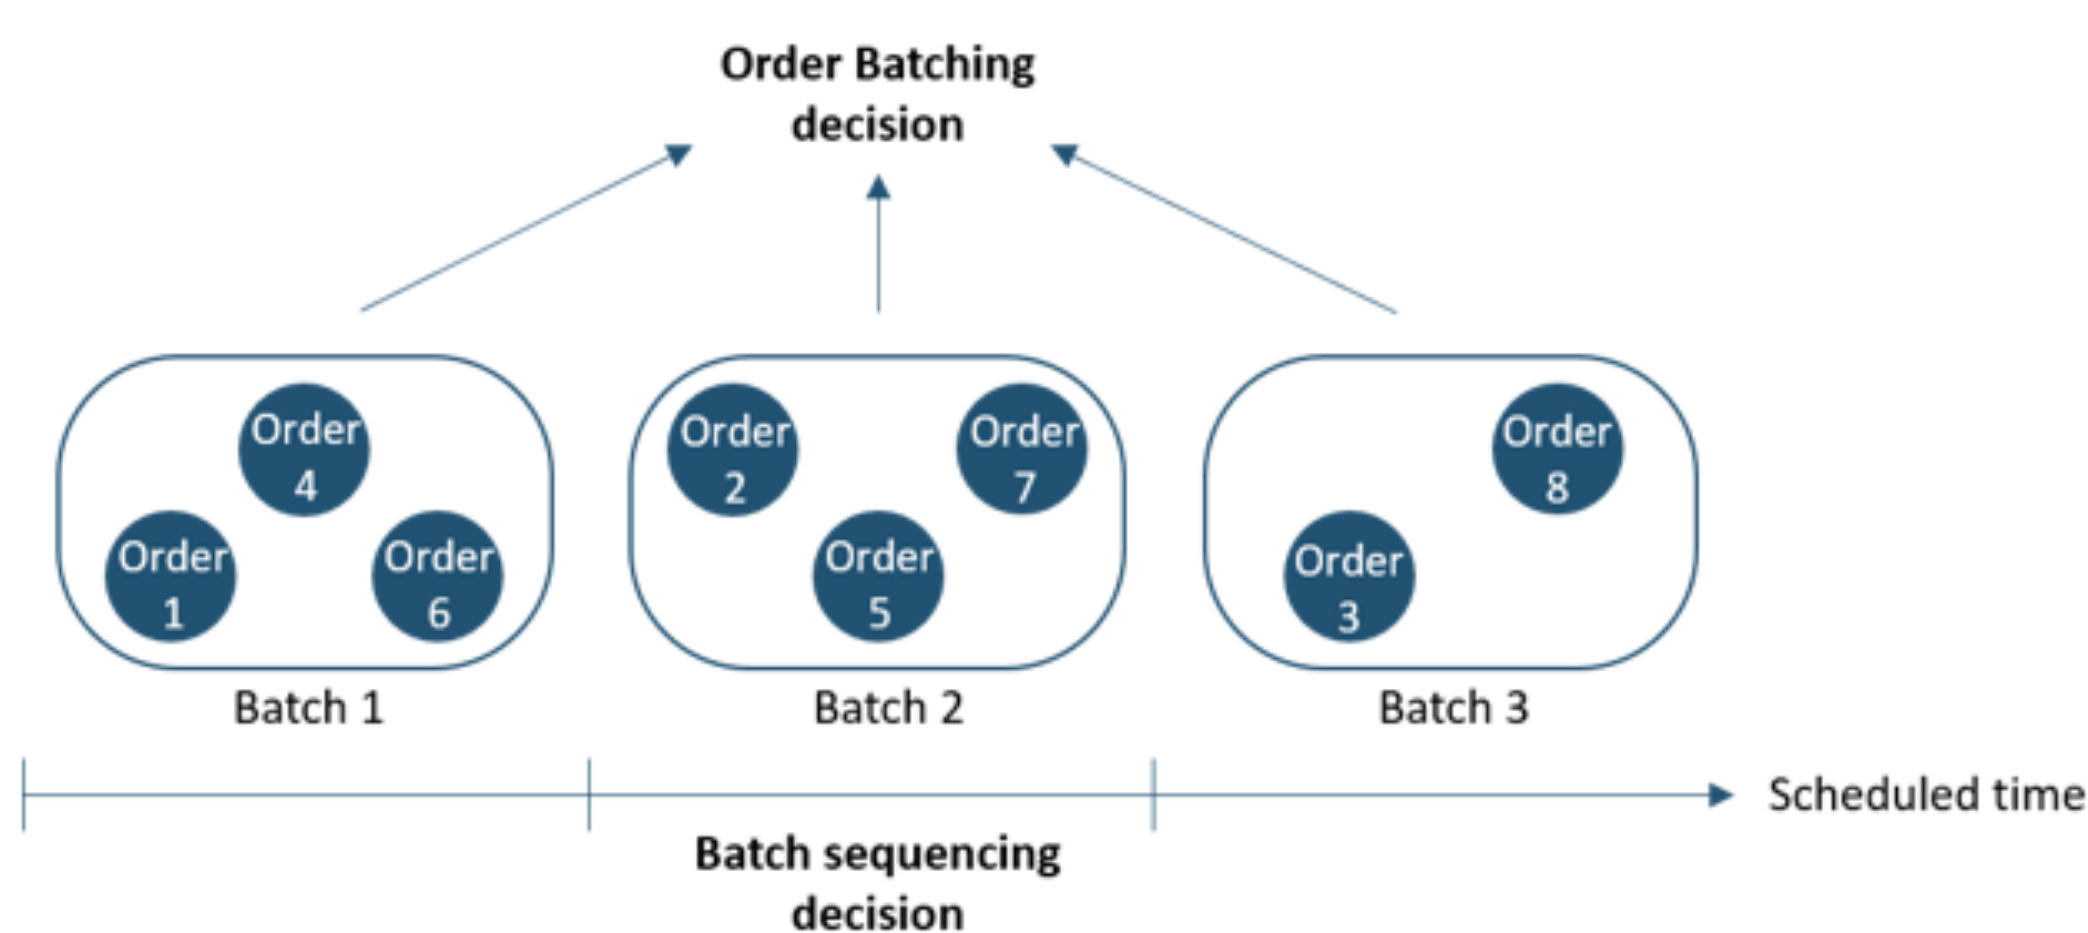 Order Batching
decision
Order
4
Order
1
Order
6
Order
2
Order
7
Order
5
Order
8
Order
3
Batch 1
Batch 2
Batch 3
Scheduled time
Batch sequencing
decision